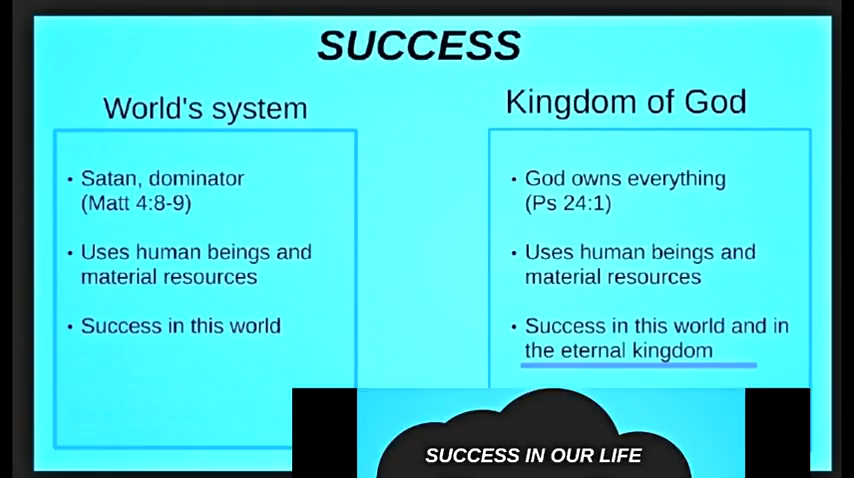 SUCCESS
World's system
• Satan, dominator
(Matt 4:8-9)
• Uses human beings and
material resources
• Success in this world
Kingdom of God
• God owns everything
(Ps 24:1)
• Uses human beings and
material resources
• Success in this world and in
the eternal kingdom
SUCCESS IN OUR LIFE